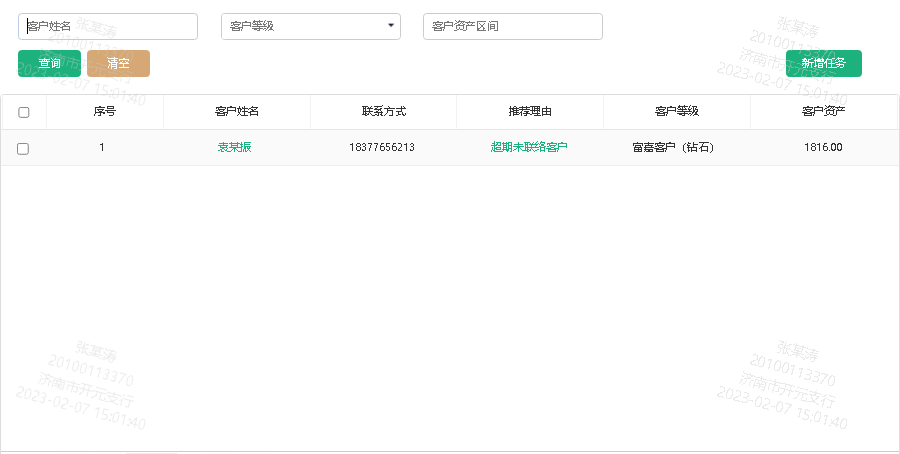 客户姓名 客户等级 客户资产区间
查询 清空 新增任务
序号 客户姓名 联系方式 推荐理由 客户等级 客户资产
1 袁某振 18377656213 超期未联络客户 富嘉客户（钻石） 1816.00
张某涛
20100113370
济南市开元支行
2023-02-07 15:01:40
张某涛
20100113370
济南市开元支行
2023-02-07 15:01:40
张某涛
20100113370
济南市开元支行
2023-02-07 15:01:40
张某涛
20100113370
济南市开元支行
2023-02-07 15:01:40